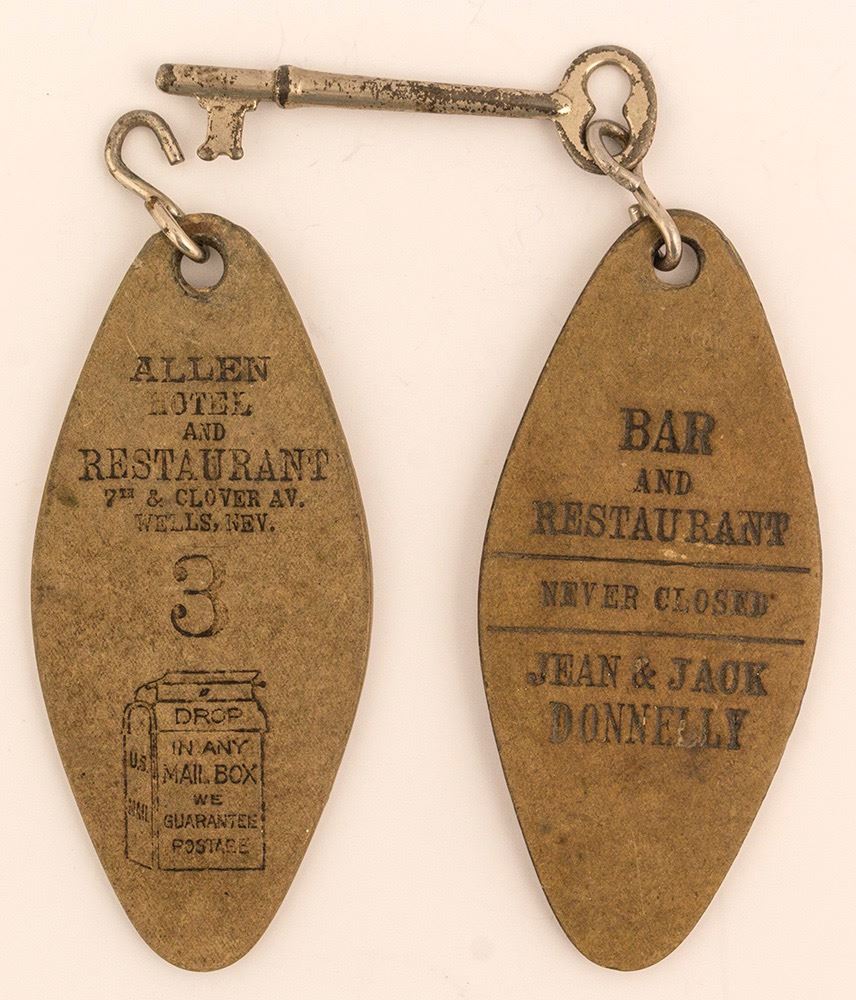 ALLEN
HOTEL
AND
RESTAURANT
7TH & CLOVER AV.
WELLS, NEV.
3
DROP
IN ANY
MAIL BOX
WE
GUARANTEE
POSTAGE
U.S.
MAIL
BAR
AND
RESTAURANT
NEVER CLOSED
JEAN & JACK
DONNELLY